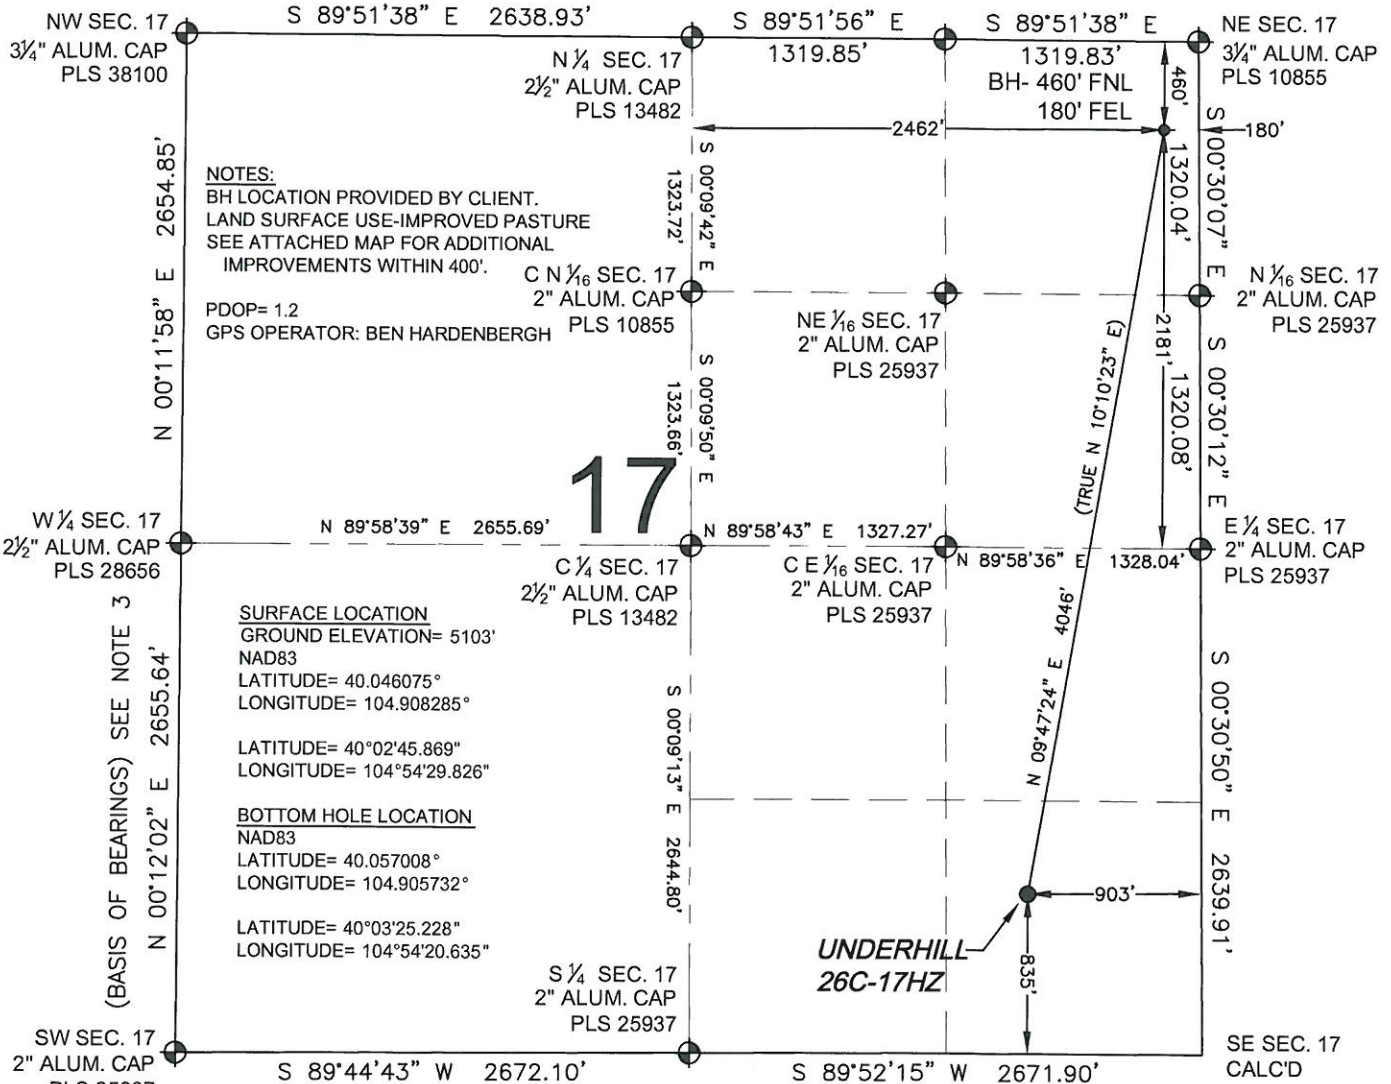 S 89°51'38" E 2638.93'
S 89°51'56" E
1319.85'
S 89°51'38" E
1319.83'
NW SEC. 17
3¼" ALUM. CAP
PLS 38100
N ¼ SEC. 17
2½" ALUM. CAP
PLS 13482
BH- 460' FNL
180' FEL
NE SEC. 17
3¼" ALUM. CAP
PLS 10855
460'
2462'
180'
N 00°11'58" E 2654.85'
NOTES:
BH LOCATION PROVIDED BY CLIENT.
LAND SURFACE USE-IMPROVED PASTURE
SEE ATTACHED MAP FOR ADDITIONAL
IMPROVEMENTS WITHIN 400'.
PDOP= 1.2
GPS OPERATOR: BEN HARDENBERGH
S 00°09'42" E
1323.72'
1320.04'
S 00°30'07" E
C N 1⁄16 SEC. 17
2" ALUM. CAP
PLS 10855
NE 1⁄16 SEC. 17
2" ALUM. CAP
PLS 25937
N 1⁄16 SEC. 17
2" ALUM. CAP
PLS 25937
S 00°09'50" E
1323.66'
(TRUE N 10°10'23" E)
2181'
1320.08'
S 00°30'12" E
17
W ¼ SEC. 17
2½" ALUM. CAP
PLS 28656
N 89°58'39" E 2655.69'
N 89°58'43" E 1327.27'
N 89°58'36" E 1328.04'
C ¼ SEC. 17
2½" ALUM. CAP
PLS 13482
C E 1⁄16 SEC. 17
2" ALUM. CAP
PLS 25937
E ¼ SEC. 17
2" ALUM. CAP
PLS 25937
(BASIS OF BEARINGS) SEE NOTE 3
N 00°12'02" E 2655.64'
SURFACE LOCATION
GROUND ELEVATION= 5103'
NAD83
LATITUDE= 40.046075°
LONGITUDE= 104.908285°
LATITUDE= 40°02'45.869"
LONGITUDE= 104°54'29.826"
BOTTOM HOLE LOCATION
NAD83
LATITUDE= 40.057008°
LONGITUDE= 104.905732°
LATITUDE= 40°03'25.228"
LONGITUDE= 104°54'20.635"
S 00°09'13" E 2644.80'
N 09°47'24" E 4046'
S 00°30'50" E 2639.91'
903'
835'
UNDERHILL
26C-17HZ
S ¼ SEC. 17
2" ALUM. CAP
PLS 25937
SW SEC. 17
2" ALUM. CAP
S 89°44'43" W 2672.10'
S 89°52'15" W 2671.90'
SE SEC. 17
CALC'D